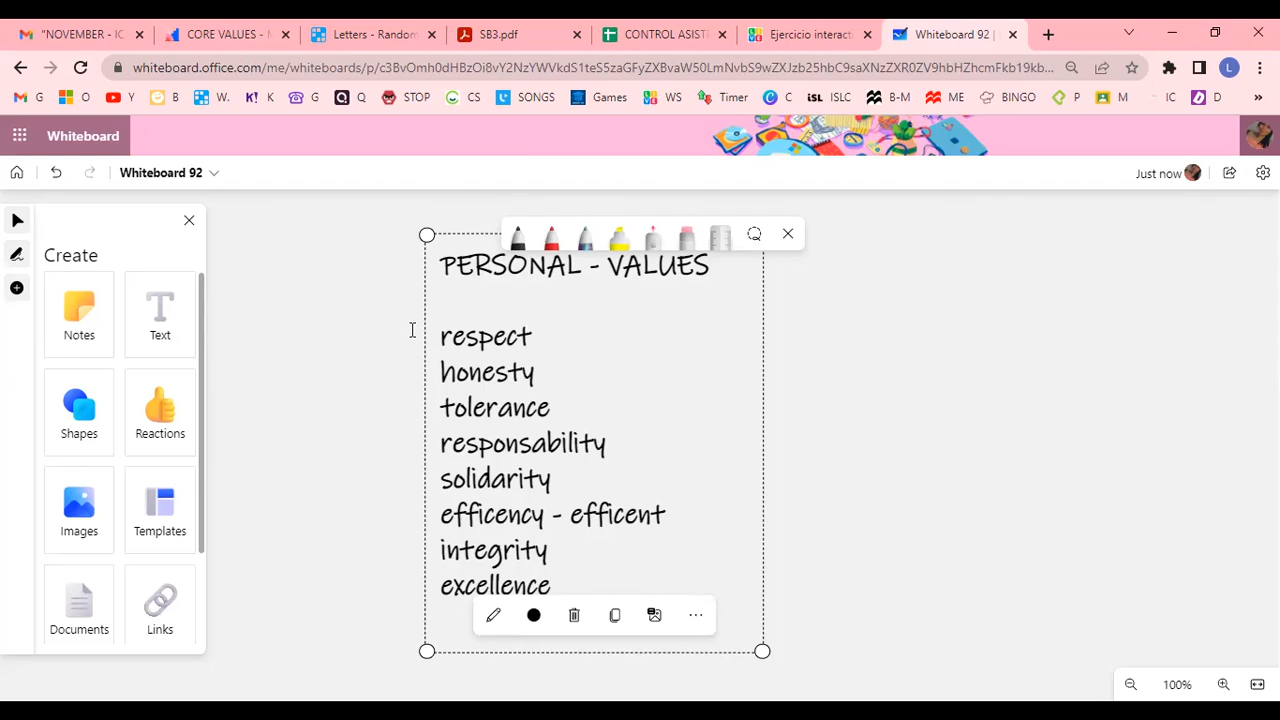 "NOVEMBER - IC
CORE VALUES - M
Letters - Random
SB3.pdf
CONTROL ASIST
Ejercicio interact
Whiteboard 92 |
whiteboard.office.com/me/whiteboards/p/c3BvOmh0dHBzOi8vY2NzYWVkdS1teS5zaGFyZXBvaW50LmNvbS9wZXJzb25hbC9saXNzZXR0ZV9hbHZhcmFkb19kb...
G
O
Y
B
W.
K
G
Q
STOP
CS
SONGS
Games
WS
Timer
C
ISLC
B-M
ME
BINGO
P
M
IC
D
L
Whiteboard
Whiteboard 92
Just now
Create
Notes
Text
Shapes
Reactions
Images
Templates
Documents
Links
PERSONAL - VALUES
respect
honesty
tolerance
responsability
solidarity
efficency - efficent
integrity
excellence
100%